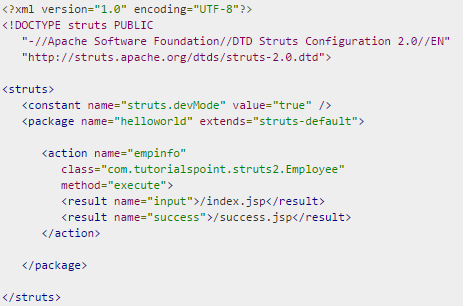 <?xml version="1.0" encoding="UTF-8"?>
<!DOCTYPE struts PUBLIC
   "-//Apache Software Foundation//DTD Struts Configuration 2.0//EN"
   "http://struts.apache.org/dtds/struts-2.0.dtd">

<struts>
   <constant name="struts.devMode" value="true" />
   <package name="helloworld" extends="struts-default">

      <action name="empinfo"
         class="com.tutorialspoint.struts2.Employee"
         method="execute">
         <result name="input">/index.jsp</result>
         <result name="success">/success.jsp</result>
      </action>

   </package>

</struts>